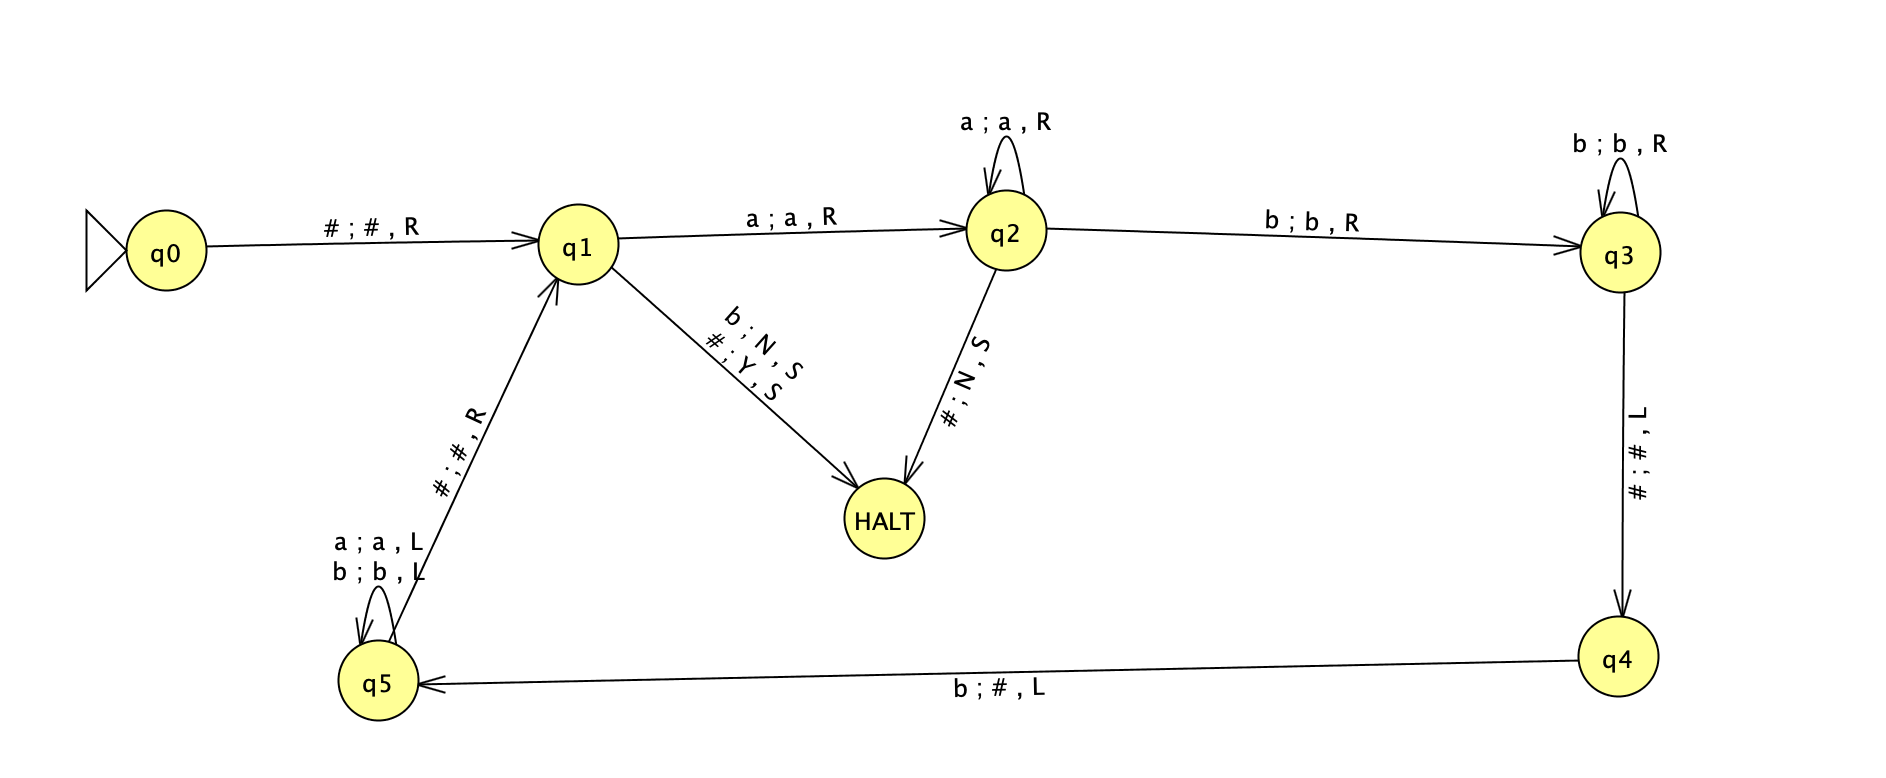 a ; a , R
b ; b , R
# ; # , R
a ; a , R
b ; b , R
q0
q1
q2
q3
b ; N , S
# ; Y , S
# ; N , S
# ; # , R
# ; # , L
HALT
a ; a , L
b ; b , L
q5
b ; # , L
q4